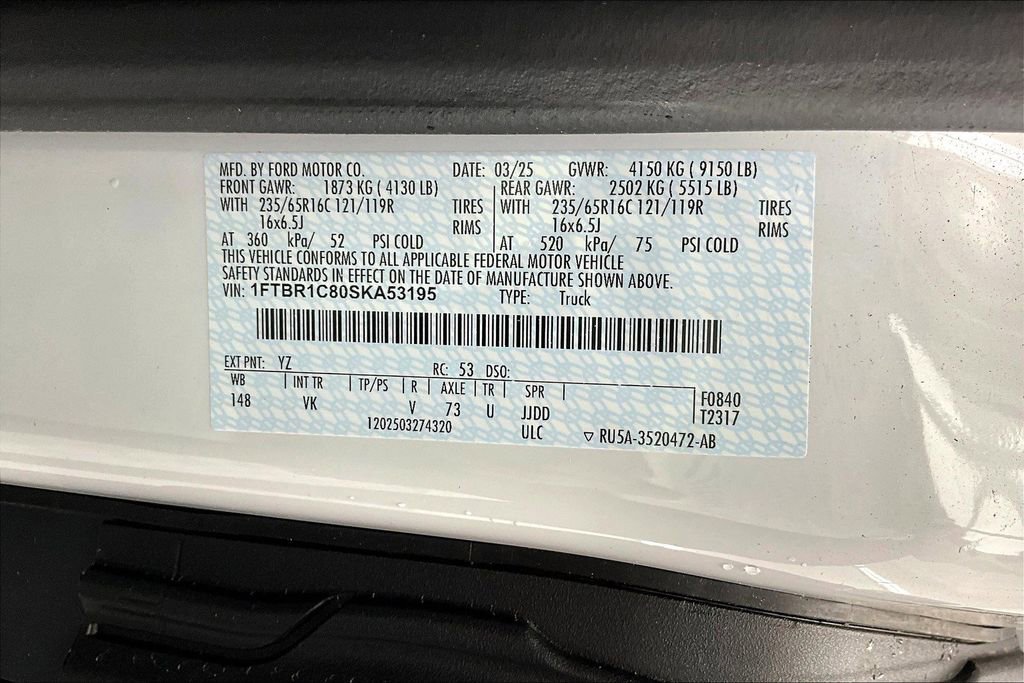 MFD. BY FORD MOTOR CO. DATE: 03/25 GVWR: 4150 KG ( 9150 LB)
FRONT GAWR: 1873 KG ( 4130 LB) REAR GAWR: 2502 KG ( 5515 LB)
WITH 235/65R16C 121/119R TIRES WITH 235/65R16C 121/119R TIRES
16x6.5J RIMS 16x6.5J RIMS
AT 360 kPa/ 52 PSI COLD AT 520 kPa/ 75 PSI COLD
THIS VEHICLE CONFORMS TO ALL APPLICABLE FEDERAL MOTOR VEHICLE
SAFETY STANDARDS IN EFFECT ON THE DATE OF MANUFACTURE SHOWN ABOVE.
VIN: 1FTBR1C80SKA53195 TYPE: Truck
EXT PNT: YZ RC: 53 DSO:
WB INT TR TP/PS R AXLE TR SPR F0840
148 VK V 73 U JJDD T2317
1202503274320 ULC ▽ RU5A-3520472-AB